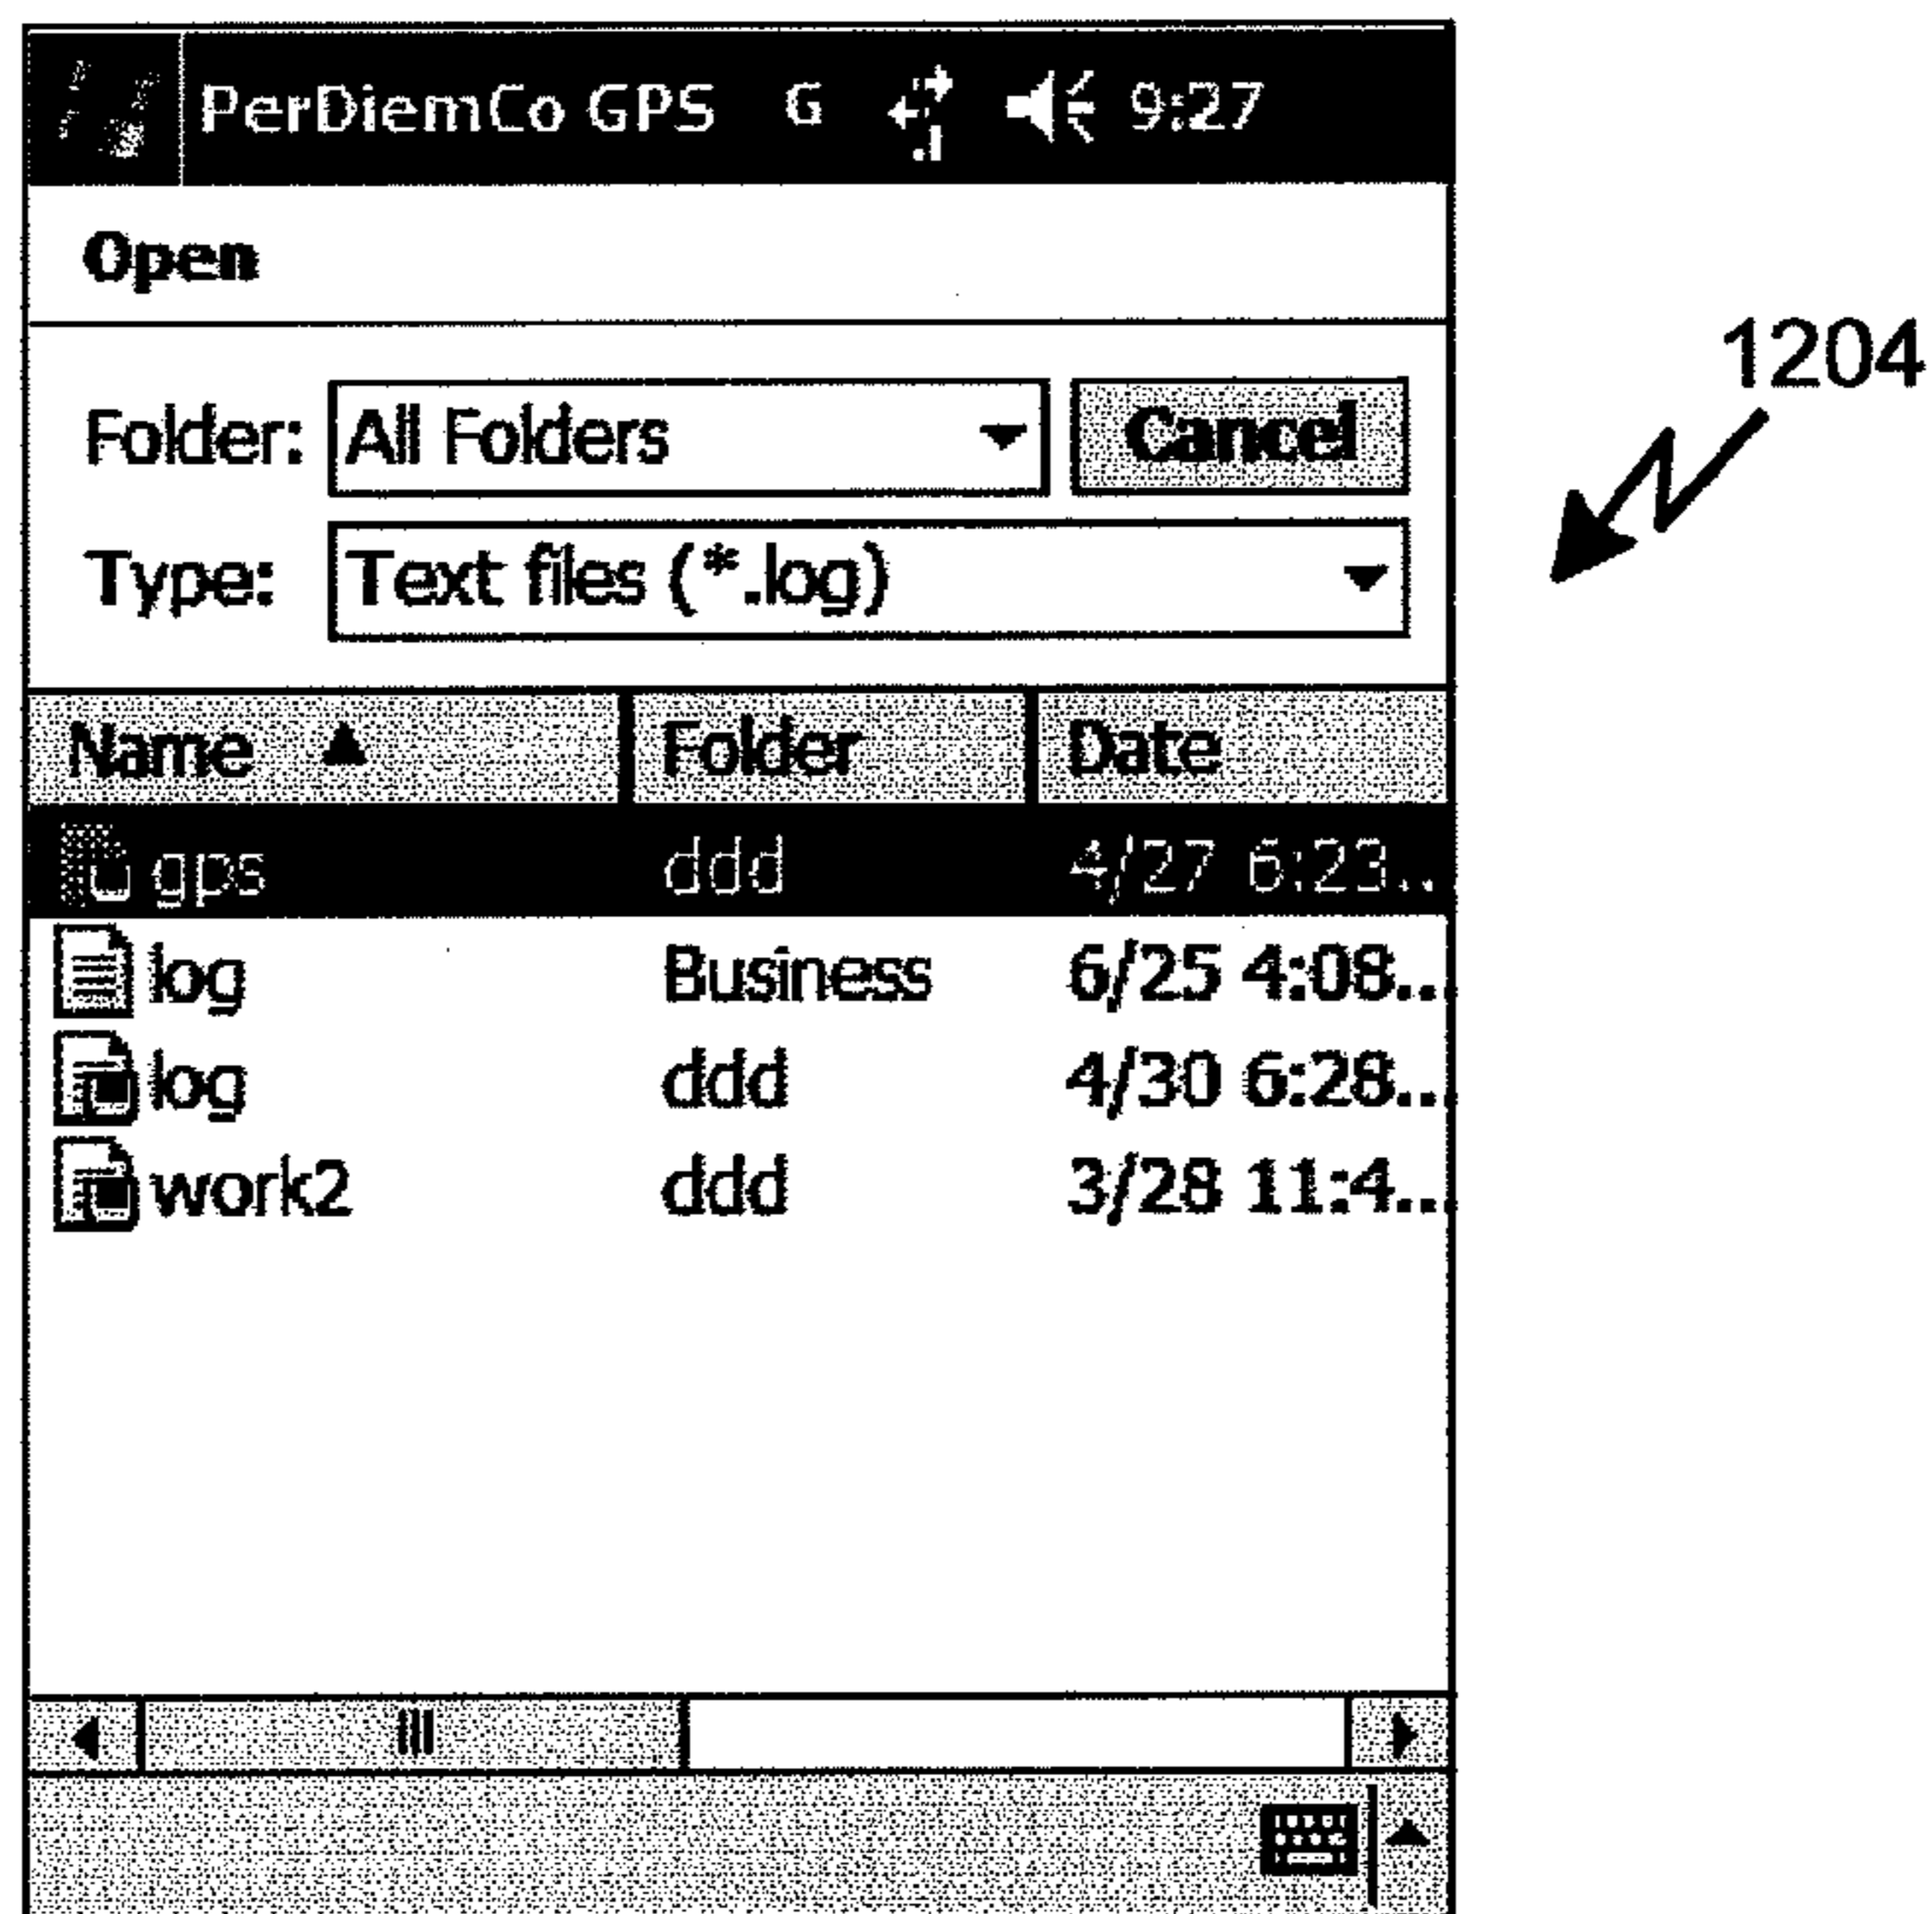 PerDiemCo GPS G 9:27
Open
1204
Folder: All Folders Cancel
Type: Text files (*.log)
Name Folder Date
gps ddd 4/27 6:23...
log Business 6/25 4:08...
log ddd 4/30 6:28...
work2 ddd 3/28 11:4...